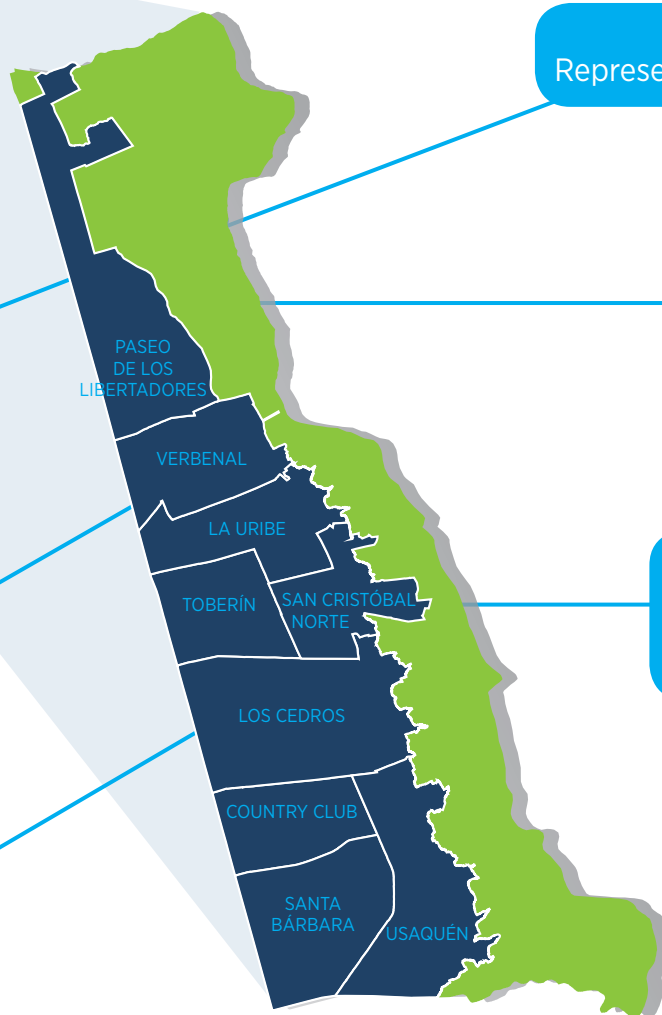 Represe
PASEO
DE LOS
LIBERTADORES
VERBENAL
LA URIBE
TOBERÍN
SAN CRISTÓBAL
NORTE
LOS CEDROS
COUNTRY CLUB
SANTA
BÁRBARA
USAQUÉN